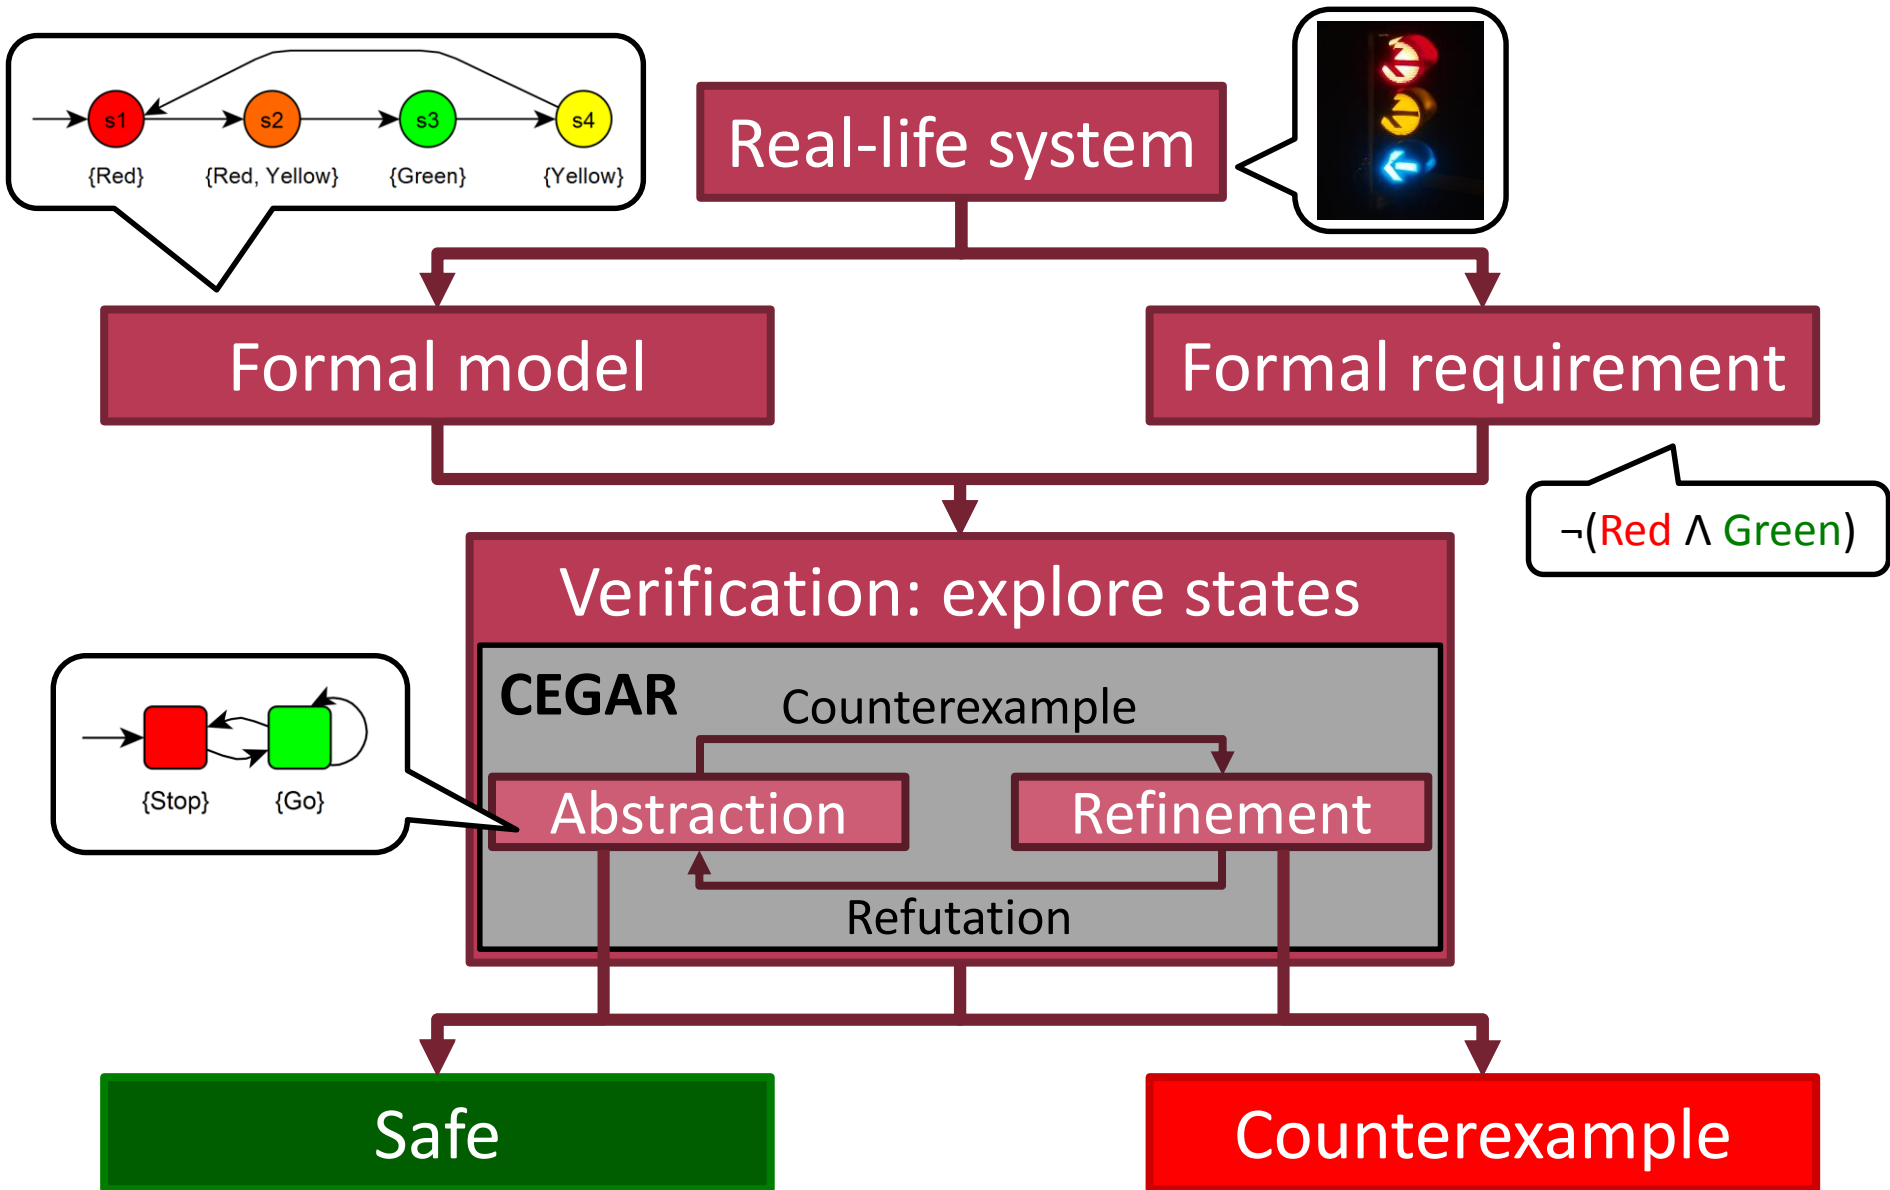 s1 s2 s3 s4
{Red} {Red, Yellow} {Green} {Yellow}
Real-life system
Formal model
Formal requirement
¬(Red Λ Green)
Verification: explore states
CEGAR
Counterexample
Abstraction
Refinement
Refutation
{Stop} {Go}
Safe
Counterexample